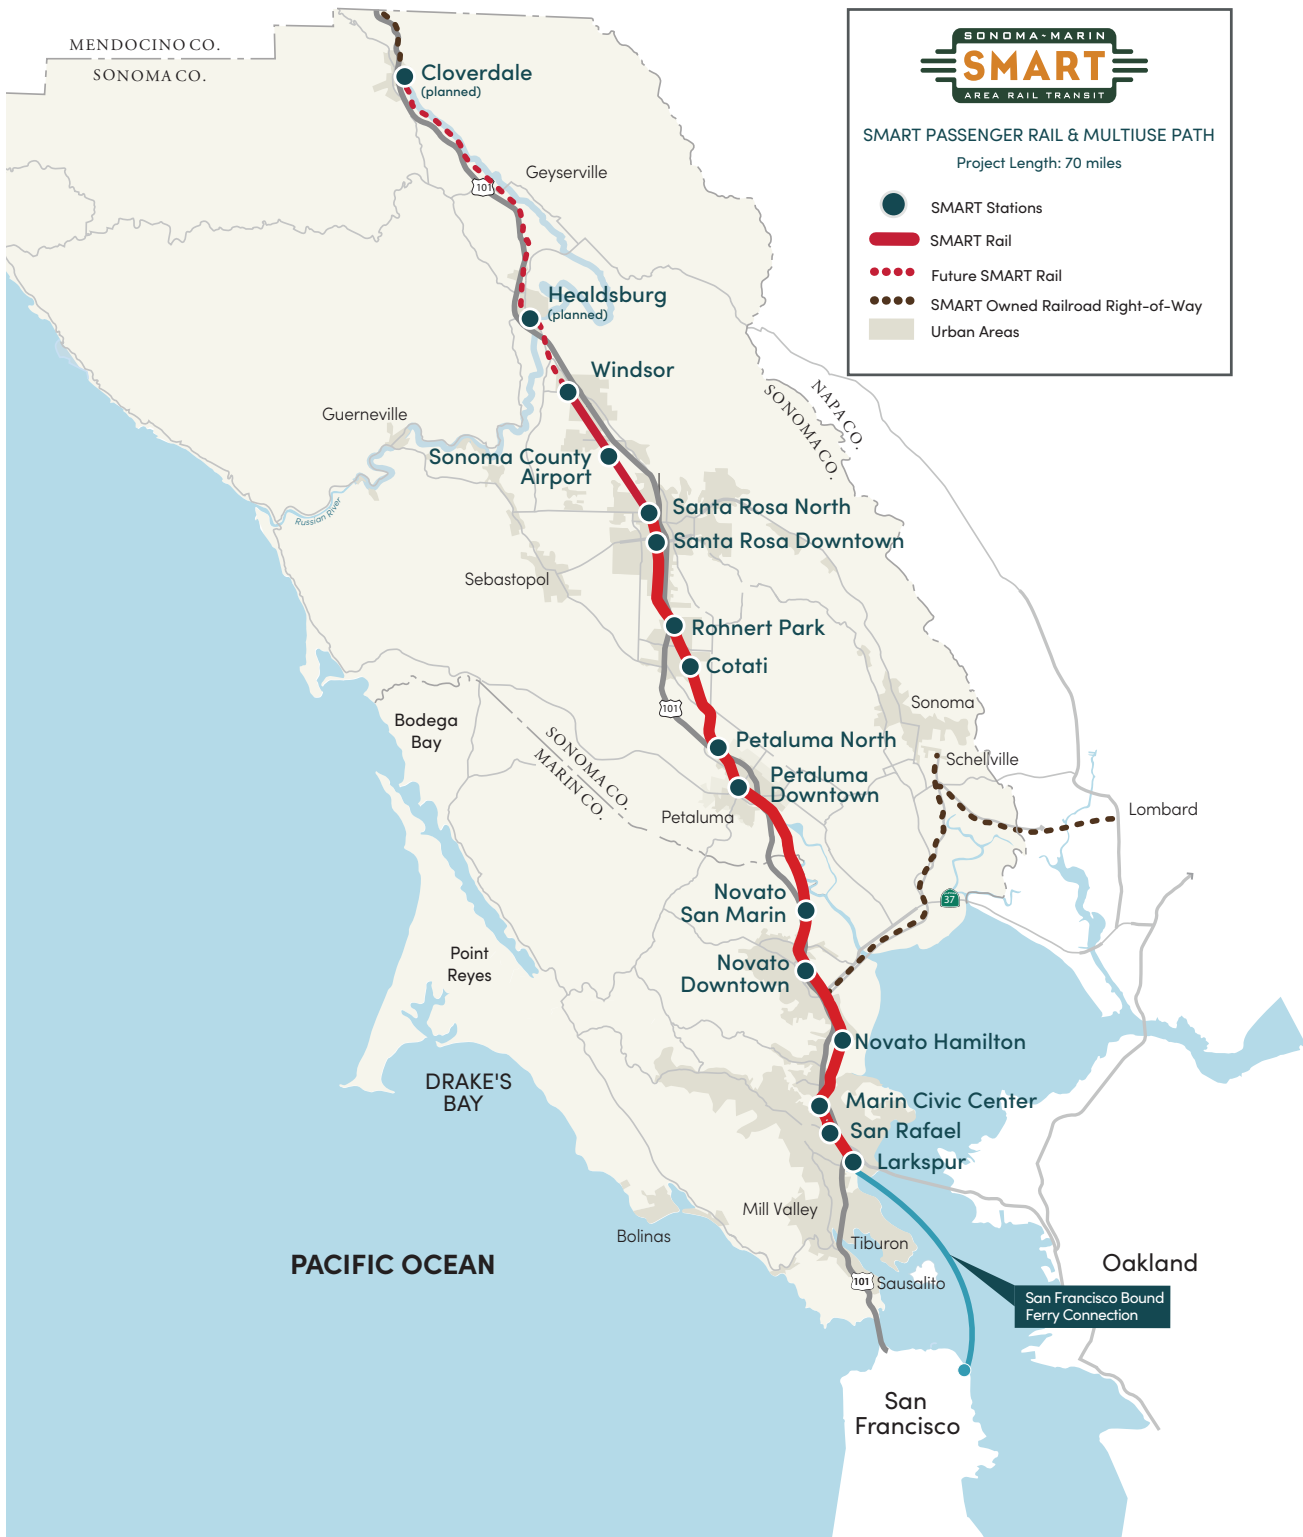 MENDOCINO CO.
SONOMA CO.
Cloverdale
(planned)
101
Geyserville
Healdsburg
(planned)
Windsor
Guerneville
Sonoma County
Airport
Russian River
Santa Rosa North
Santa Rosa Downtown
Sebastopol
Rohnert Park
Cotati
101
Bodega
Bay
SONOMA CO.
MARIN CO.
Petaluma North
Petaluma
Downtown
Petaluma
Sonoma
Schellville
Lombard
37
Novato
San Marin
Novato
Downtown
Point
Reyes
Novato Hamilton
DRAKE'S
BAY
Marin Civic Center
San Rafael
Larkspur
Mill Valley
Bolinas
Tiburon
101
Sausalito
PACIFIC OCEAN
Oakland
San Francisco Bound
Ferry Connection
San
Francisco
NAPA CO.
SONOMA CO.
SONOMA~MARIN
SMART
AREA RAIL TRANSIT
SMART PASSENGER RAIL & MULTIUSE PATH
Project Length: 70 miles
SMART Stations
SMART Rail
Future SMART Rail
SMART Owned Railroad Right-of-Way
Urban Areas